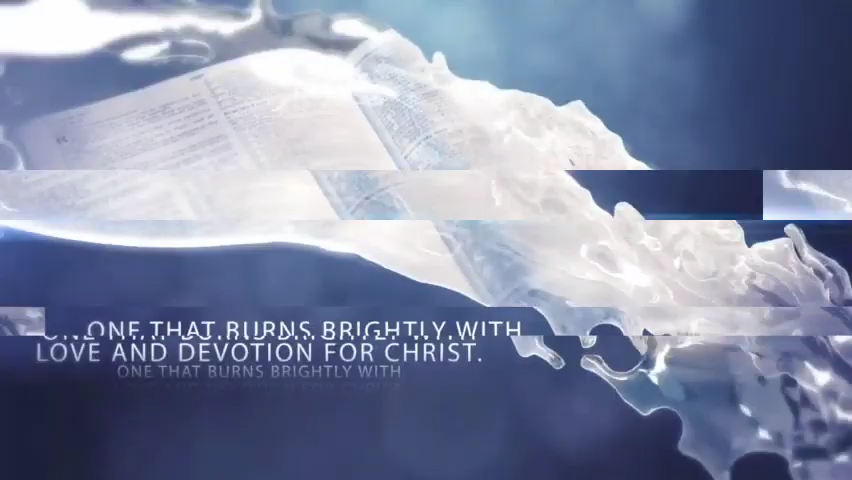 ONE THAT BURNS BRIGHTLY WITH
LOVE AND DEVOTION FOR CHRIST.
ONE THAT BURNS BRIGHTLY WITH